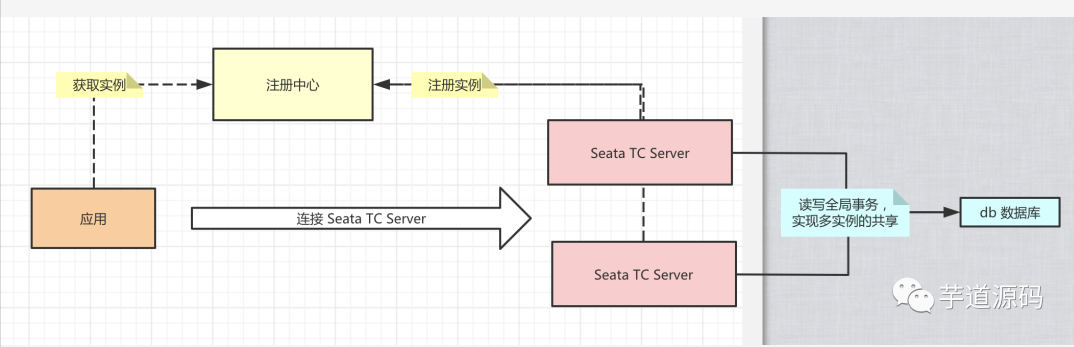 获取实例
注册中心
注册实例
Seata TC Server
应用
连接 Seata TC Server
读写全局事务，
实现多实例的共享
db 数据库
Seata TC Server
芋道源码